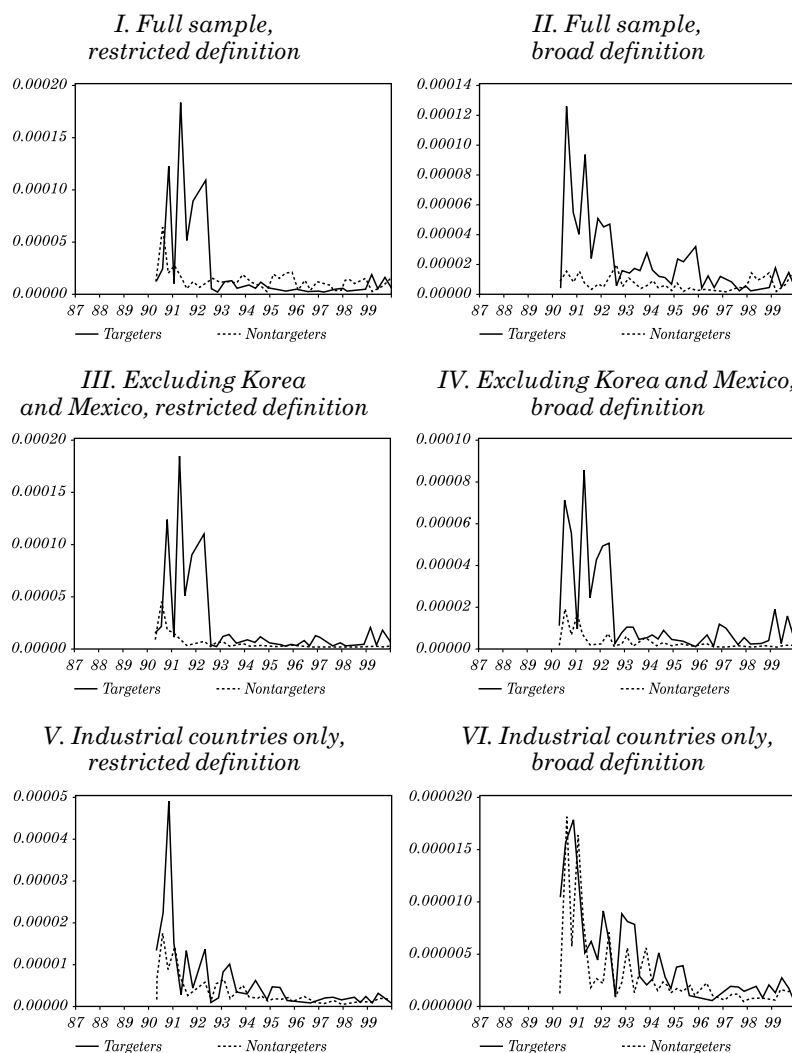 I. Full sample,
restricted definition
0.00020
0.00015
0.00010
0.00005
0.00000
87 88 89 90 91 92 93 94 95 96 97 98 99
Targeters Nontargeters
II. Full sample,
broad definition
0.00014
0.00012
0.00010
0.00008
0.00006
0.00004
0.00002
0.00000
87 88 89 90 91 92 93 94 95 96 97 98 99
Targeters Nontargeters
III. Excluding Korea
and Mexico, restricted definition
0.00020
0.00015
0.00010
0.00005
0.00000
87 88 89 90 91 92 93 94 95 96 97 98 99
Targeters Nontargeters
IV. Excluding Korea and Mexico,
broad definition
0.00010
0.00008
0.00006
0.00004
0.00002
0.00000
87 88 89 90 91 92 93 94 95 96 97 98 99
Targeters Nontargeters
V. Industrial countries only,
restricted definition
0.00005
0.00004
0.00003
0.00002
0.00001
0.00000
87 88 89 90 91 92 93 94 95 96 97 98 99
Targeters Nontargeters
VI. Industrial countries only,
broad definition
0.000020
0.000015
0.000010
0.000005
0.000000
87 88 89 90 91 92 93 94 95 96 97 98 99
Targeters Nontargeters